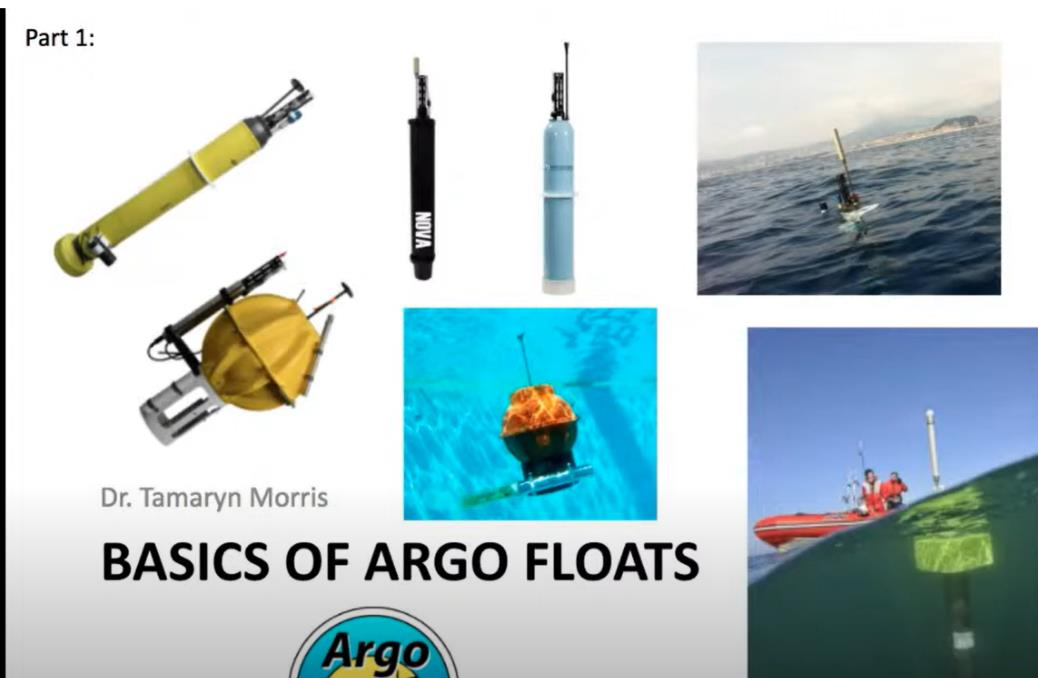 Part 1:
NOVA
Dr. Tamaryn Morris
BASICS OF ARGO FLOATS
Argo